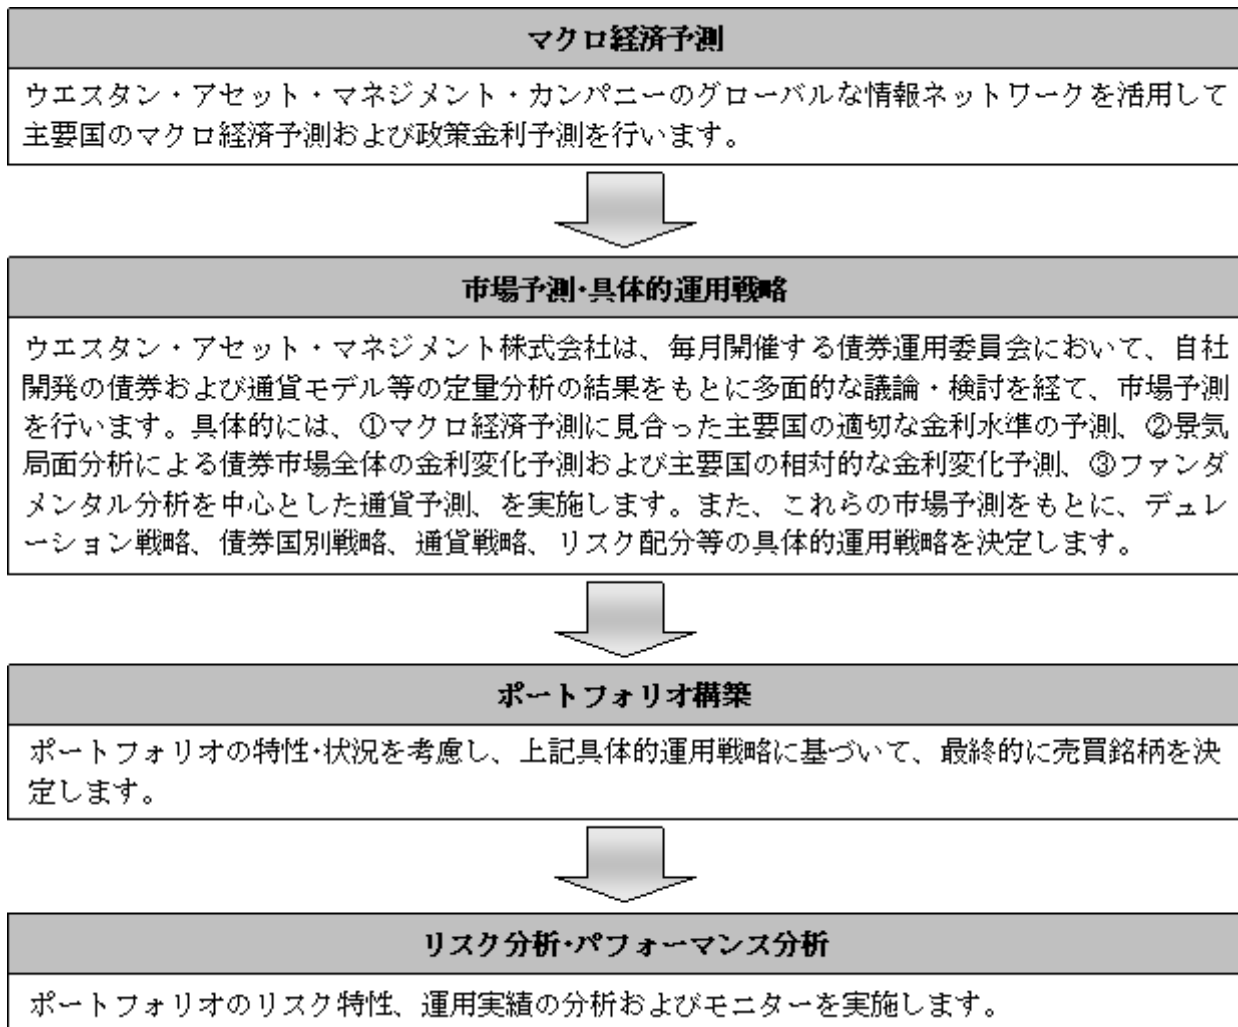 マクロ経済予測
ウエスタン・アセット・マネジメント・カンパニーのグローバルな情報ネットワークを活用して
主要国のマクロ経済予測および政策金利予測を行います。
市場予測･具体的運用戦略
ウエスタン・アセット・マネジメント株式会社は、毎月開催する債券運用委員会において、自社
開発の債券および通貨モデル等の定量分析の結果をもとに多面的な議論・検討を経て、市場予測
を行います。具体的には、①マクロ経済予測に見合った主要国の適切な金利水準の予測、②景気
局面分析による債券市場全体の金利変化予測および主要国の相対的な金利変化予測、③ファンダ
メンタル分析を中心とした通貨予測、を実施します。また、これらの市場予測をもとに、デュレ
ーション戦略、債券国別戦略、通貨戦略、リスク配分等の具体的運用戦略を決定します。
ポートフォリオ構築
ポートフォリオの特性･状況を考慮し、上記具体的運用戦略に基づいて、最終的に売買銘柄を決
定します。
リスク分析･パフォーマンス分析
ポートフォリオのリスク特性、運用実績の分析およびモニターを実施します。